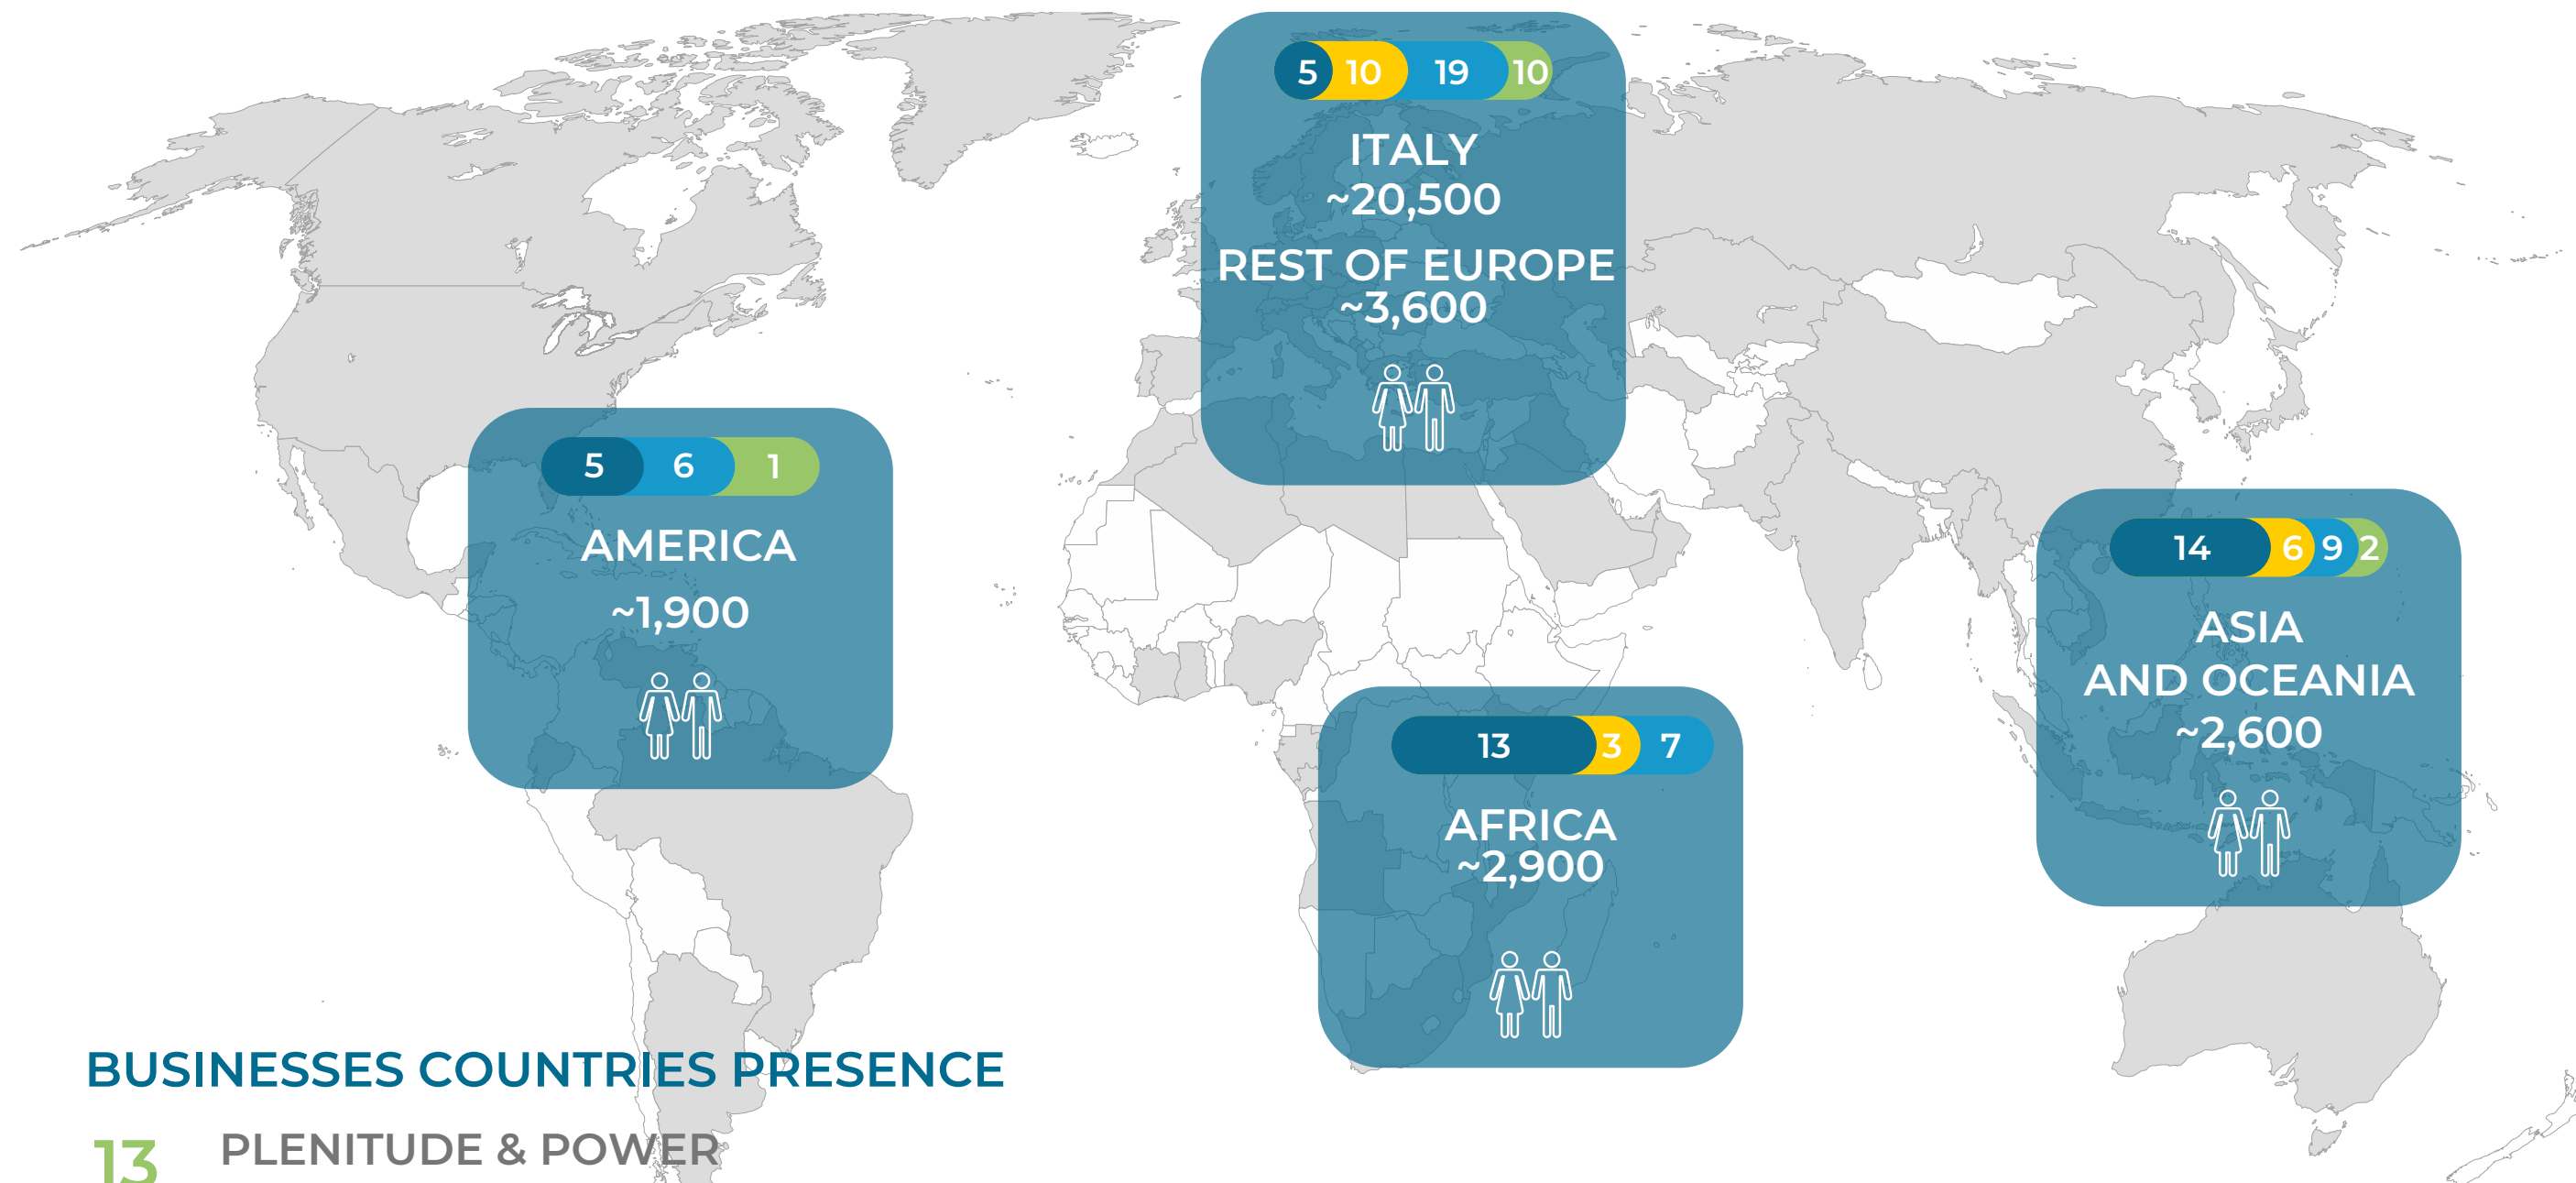 5 10 19 10
ITALY
~20,500
REST OF EUROPE
~3,600
5 6 1
AMERICA
~1,900
14 6 9 2
ASIA
AND OCEANIA
~2,600
13 3 7
AFRICA
~2,900
BUSINESSES COUNTRIES PRESENCE
13 PLENITUDE & POWER